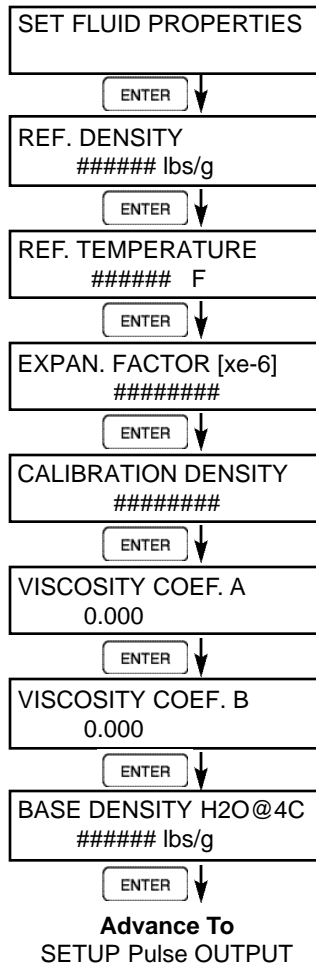 SET FLUID PROPERTIES
ENTER
REF. DENSITY
###### lbs/g
ENTER
REF. TEMPERATURE
###### F
ENTER
EXPAN. FACTOR [xe-6]
########
ENTER
CALIBRATION DENSITY
########
ENTER
VISCOSITY COEF. A
0.000
ENTER
VISCOSITY COEF. B
0.000
ENTER
BASE DENSITY H2O@4C
###### lbs/g
ENTER
Advance To
SETUP Pulse OUTPUT